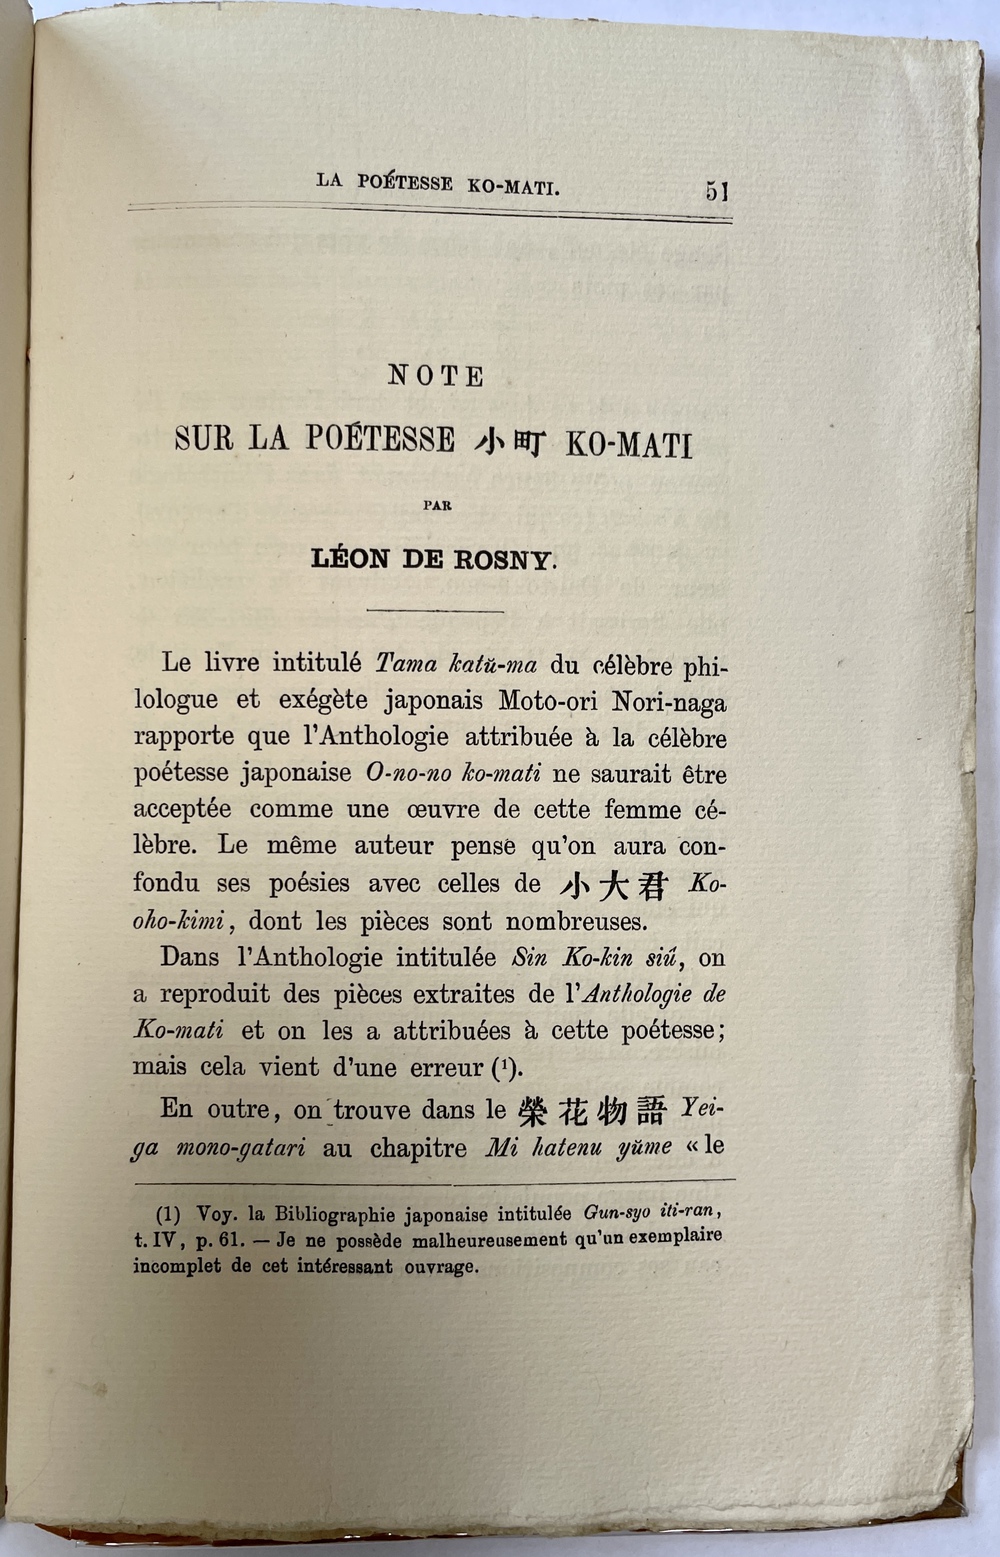 LA POÉTESSE KO-MATI. 51
NOTE
SUR LA POÉTESSE 小町 KO-MATI
PAR
LÉON DE ROSNY.
Le livre intitulé Tama katŭ-ma du célèbre phi-
lologue et exégète japonais Moto-ori Nori-naga
rapporte que l'Anthologie attribuée à la célèbre
poétesse japonaise O-no-no ko-mati ne saurait être
acceptée comme une œuvre de cette femme cé-
lèbre. Le même auteur pense qu'on aura con-
fondu ses poésies avec celles de 小大君 Ko-
oho-kimi, dont les pièces sont nombreuses.
Dans l'Anthologie intitulée Sin Ko-kin siû, on
a reproduit des pièces extraites de l'Anthologie de
Ko-mati et on les a attribuées à cette poétesse;
mais cela vient d'une erreur (¹).
En outre, on trouve dans le 榮花物語 Yei-
ga mono-gatari au chapitre Mi hatenu yŭme «le
(1) Voy. la Bibliographie japonaise intitulée Gun-syo iti-ran,
t. IV, p. 61. — Je ne possède malheureusement qu'un exemplaire
incomplet de cet intéressant ouvrage.